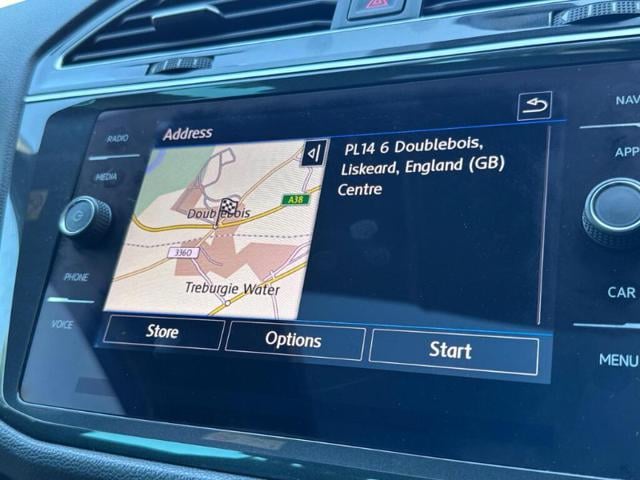 RADIO
MEDIA
PHONE
VOICE
Address
PL14 6 Doublebois,
Liskeard, England (GB)
Centre
Doublebois
A38
3360
Treburgie Water
Store
Options
Start
NAV
APP
CAR
MENU